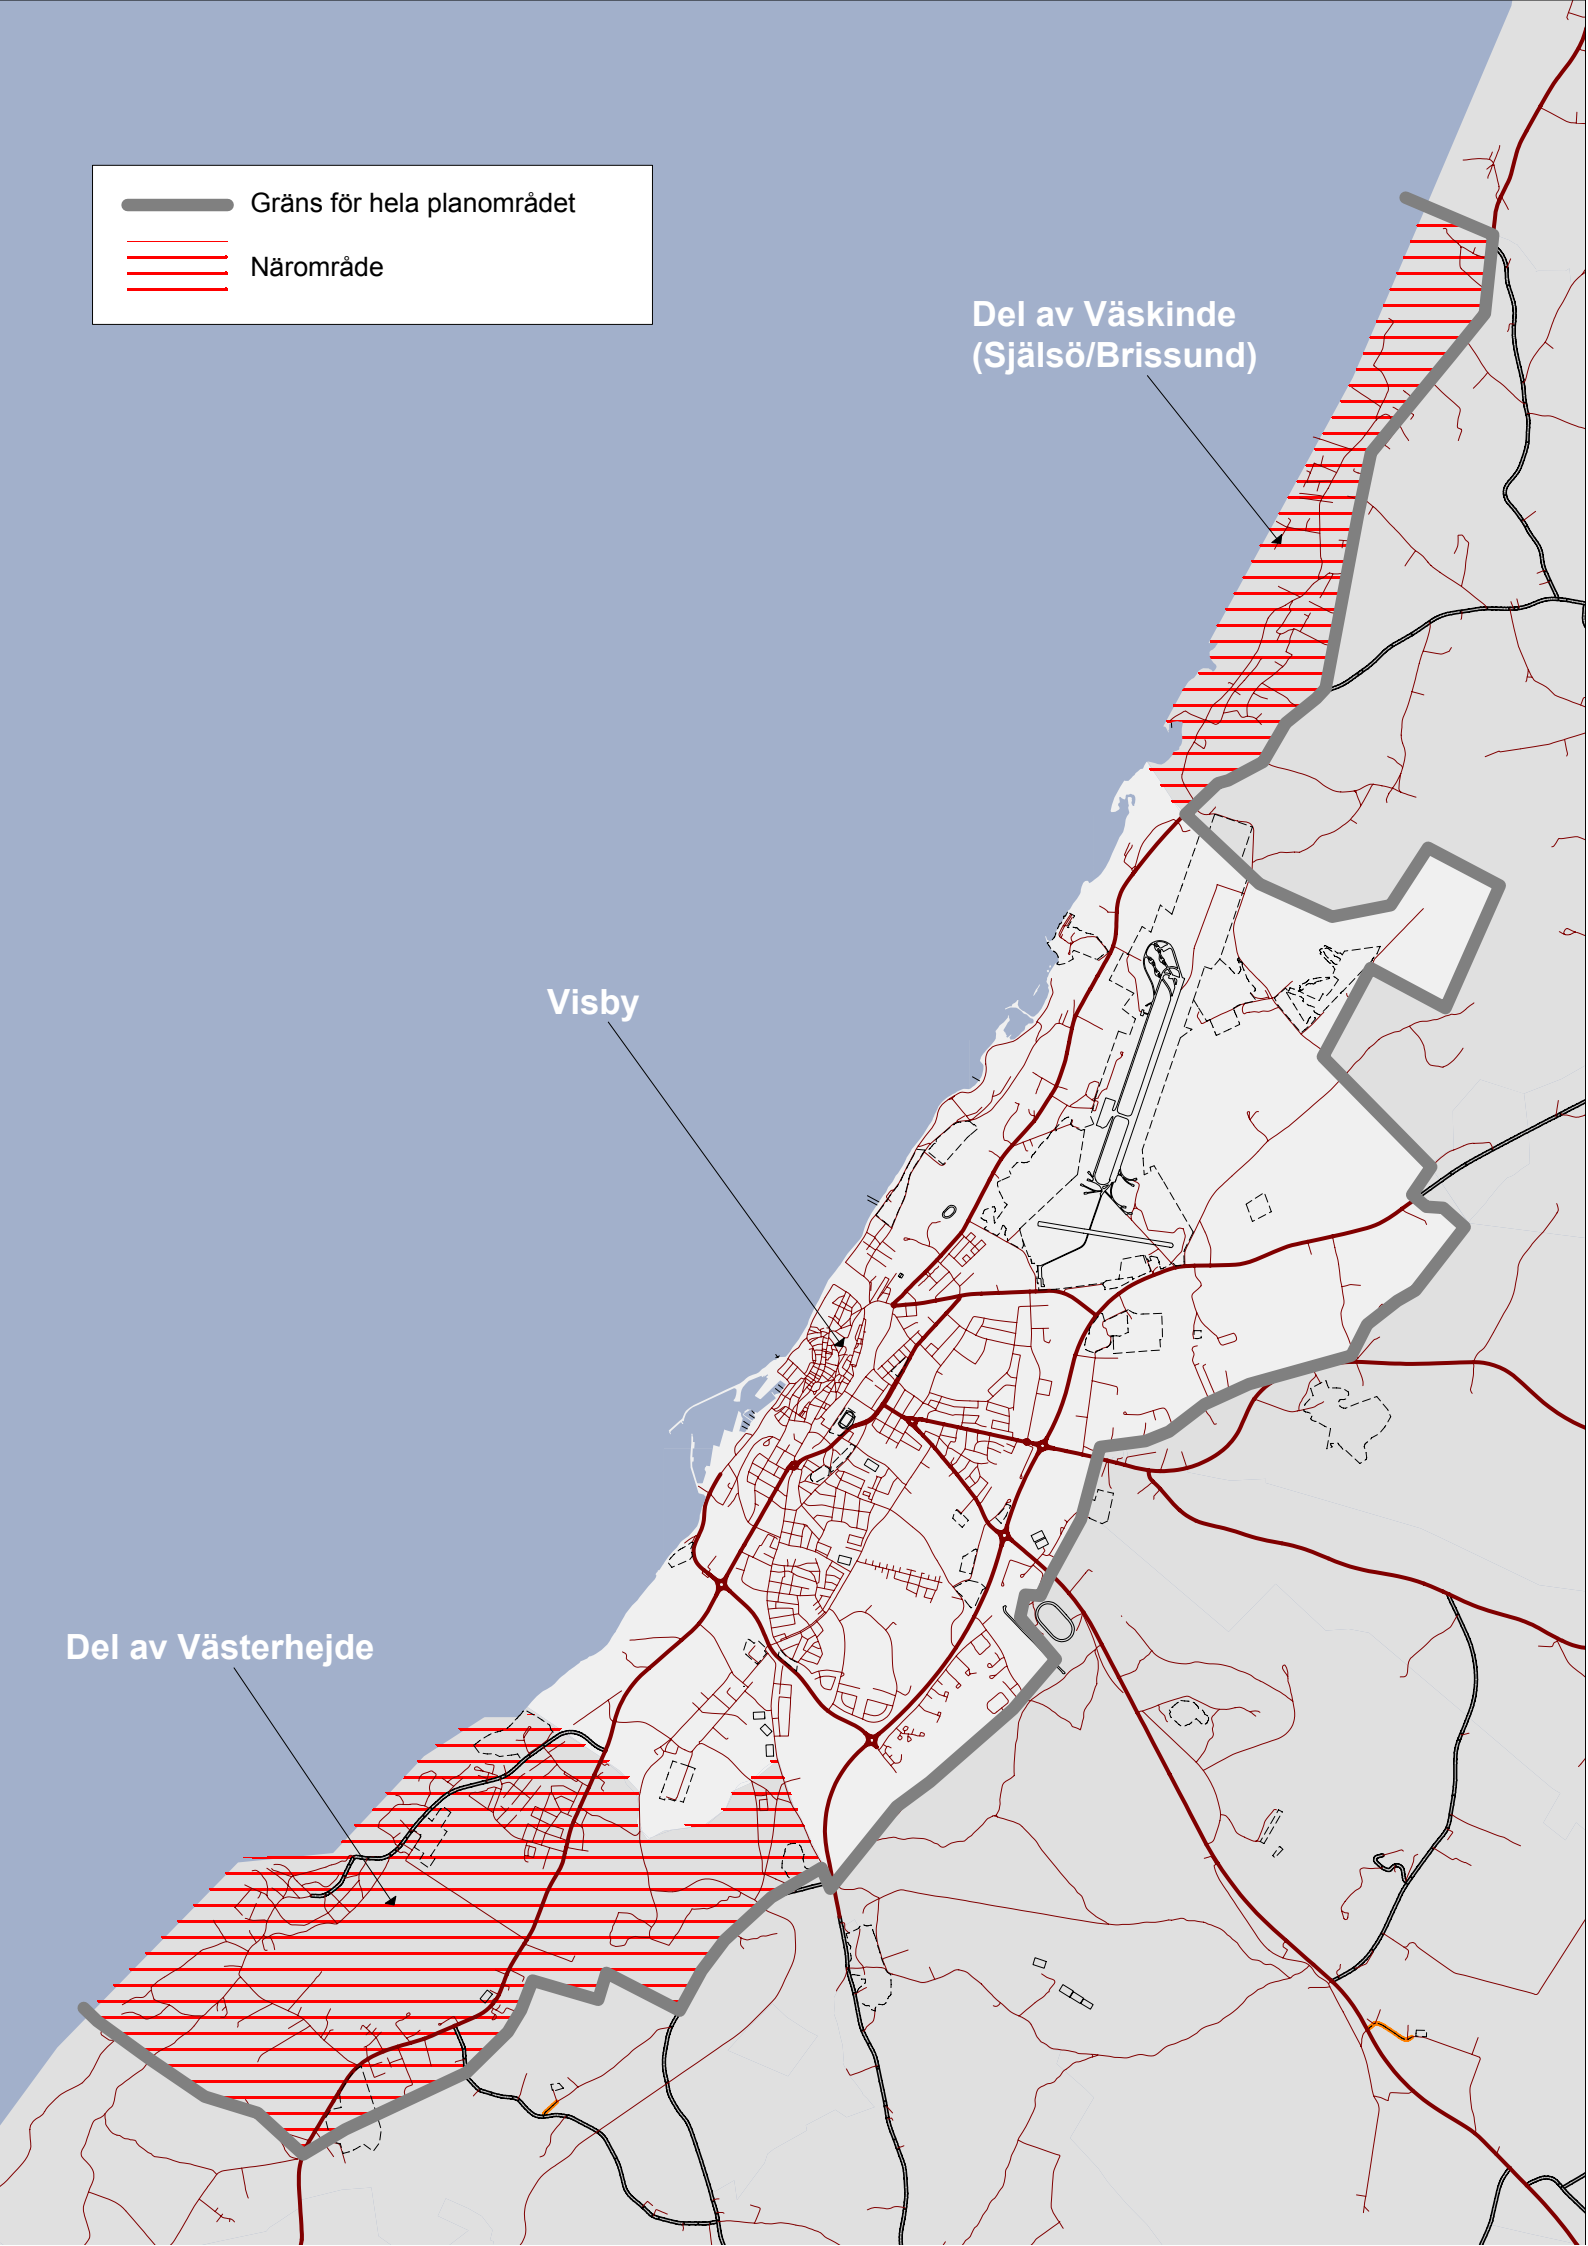 Gräns för hela planområdet
Närområde
Del av Väskinde
(Själsö/Brissund)
Visby
Del av Västerhejde